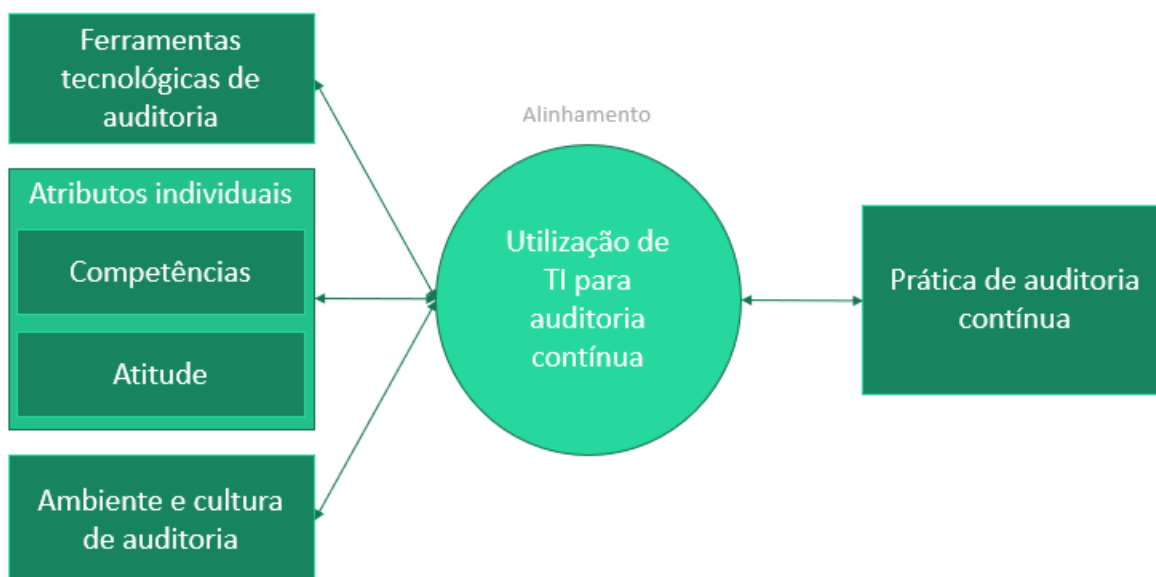 Ferramentas
tecnológicas de
auditoria
Atributos individuais
Competências
Atitude
Ambiente e cultura
de auditoria
Alinhamento
Utilização de
TI para
auditoria
contínua
Prática de auditoria
contínua